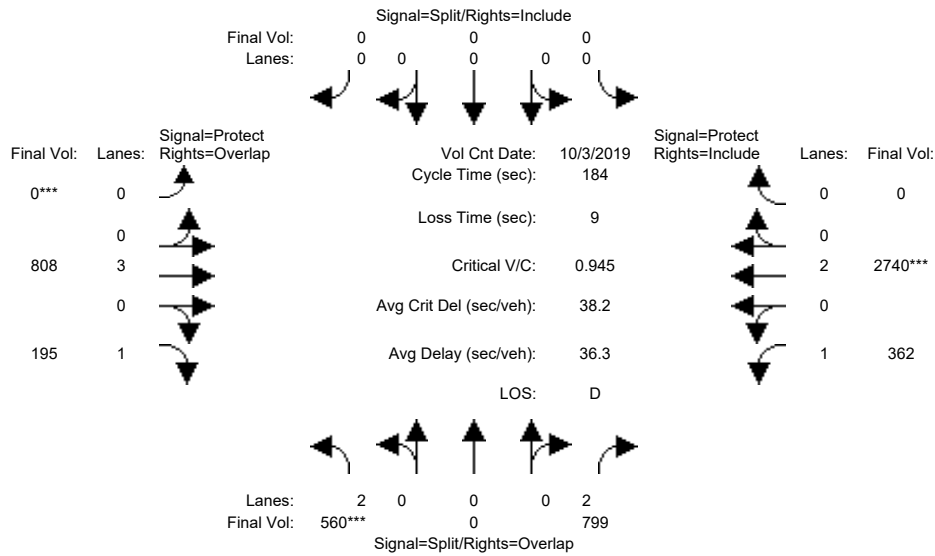 Signal=Split/Rights=Include
Final Vol: 0 0 0
Lanes: 0 0 0 0 0
Signal=Protect Signal=Protect
Final Vol: Lanes: Rights=Overlap Vol Cnt Date: 10/3/2019 Rights=Include Lanes: Final Vol:
Cycle Time (sec): 184
0*** 0 0 0
Loss Time (sec): 9
0 0
808 3 Critical V/C: 0.945 2 2740***
0 Avg Crit Del (sec/veh): 38.2 0
195 1 Avg Delay (sec/veh): 36.3 1 362
LOS: D
Lanes: 2 0 0 0 2
Final Vol: 560*** 0 799
Signal=Split/Rights=Overlap